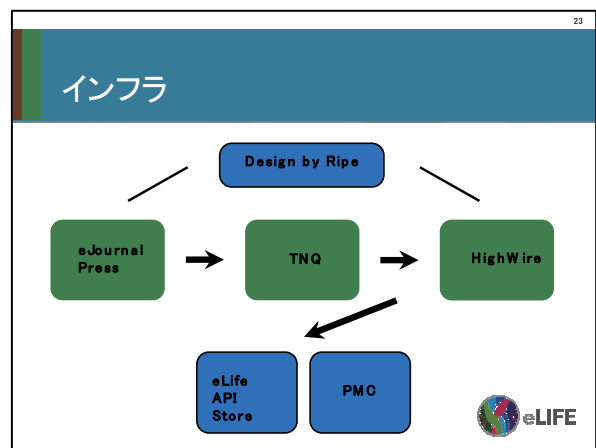 23
インフラ
Design by Ripe
eJournal
Press
TNQ
HighWire
eLife
API
Store
PMC
eLIFE